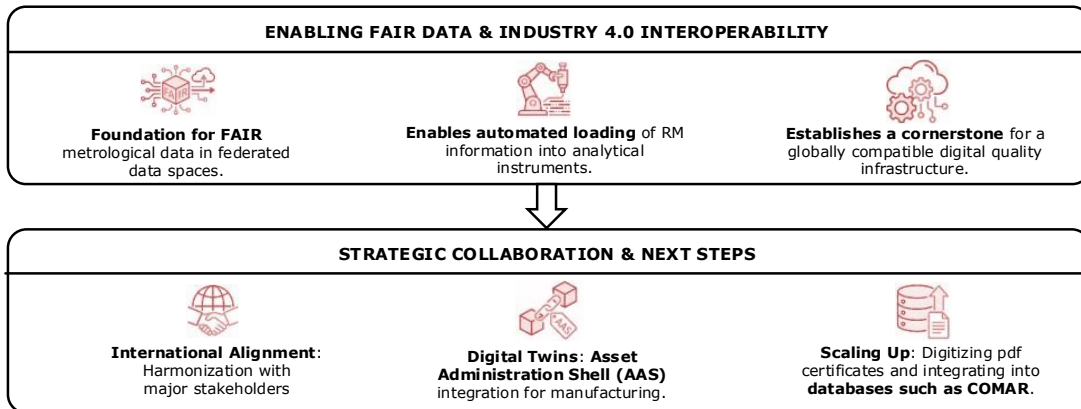 ENABLING FAIR DATA & INDUSTRY 4.0 INTEROPERABILITY
FAIR
Foundation for FAIR
metrological data in federated
data spaces.
Enables automated loading of RM
information into analytical
instruments.
Establishes a cornerstone for a
globally compatible digital quality
infrastructure.
STRATEGIC COLLABORATION & NEXT STEPS
International Alignment:
Harmonization with
major stakeholders
AAS
Digital Twins: Asset
Administration Shell (AAS)
integration for manufacturing.
Scaling Up: Digitizing pdf
certificates and integrating into
databases such as COMAR.